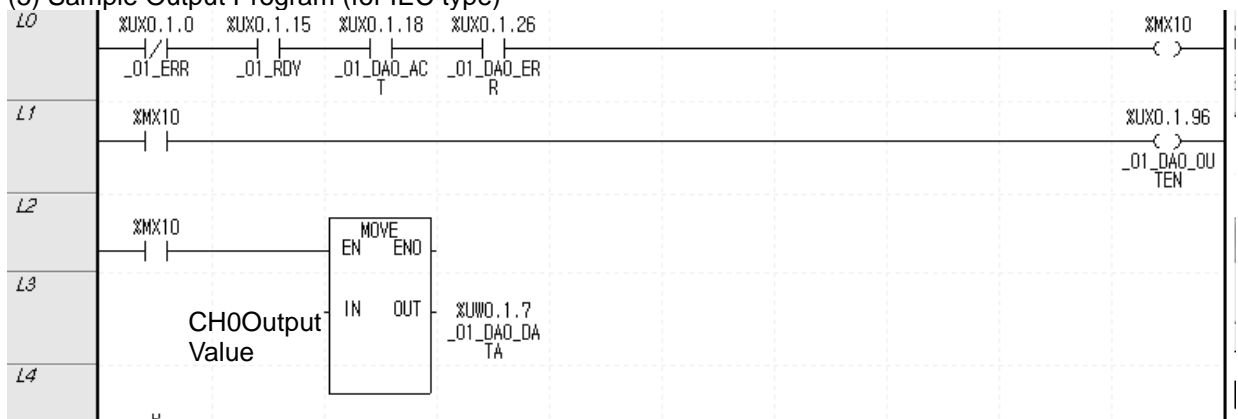 (3) Sample Output Program (for IEC type)
L0
%UX0.1.0 %UX0.1.15 %UX0.1.18 %UX0.1.26 %MX10
_01_ERR _01_RDY _01_DA0_AC _01_DA0_ER
T R
L1
%MX10 %UX0.1.96
_01_DA0_OU
TEN
L2
%MX10 MOVE
EN ENO
L3
IN OUT %UW0.1.7
CH0Output _01_DA0_DA
Value TA
L4